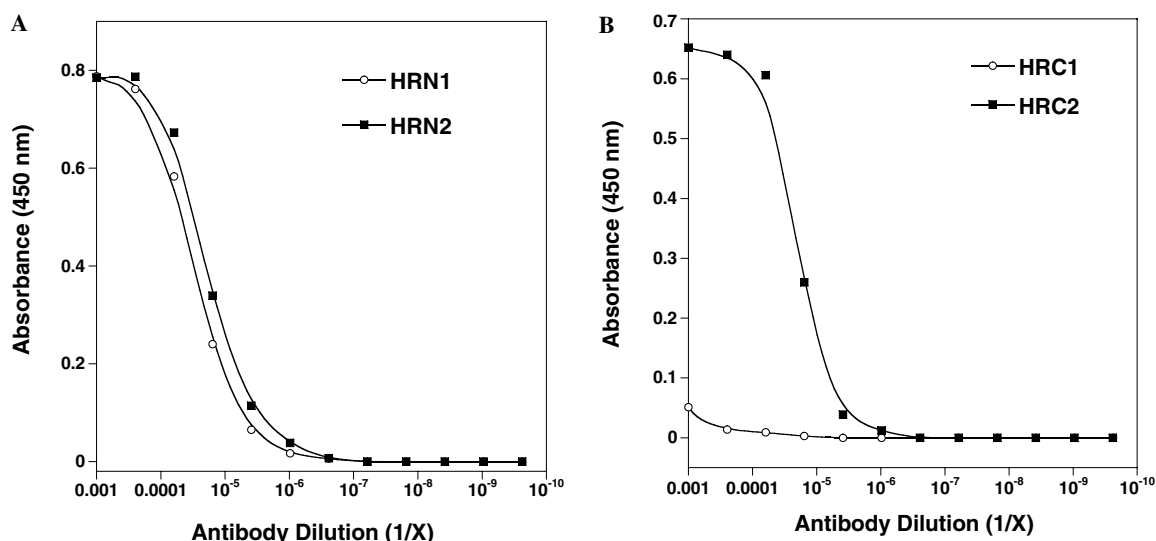 A
Absorbance (450 nm)
0.8
0.6
0.4
0.2
0
HRN1
HRN2
0.001 0.0001 10⁻⁵ 10⁻⁶ 10⁻⁷ 10⁻⁸ 10⁻⁹ 10⁻¹⁰
Antibody Dilution (1/X)
B
Absorbance (450 nm)
0.7
0.6
0.5
0.4
0.3
0.2
0.1
0
HRC1
HRC2
0.001 0.0001 10⁻⁵ 10⁻⁶ 10⁻⁷ 10⁻⁸ 10⁻⁹ 10⁻¹⁰
Antibody Dilution (1/X)